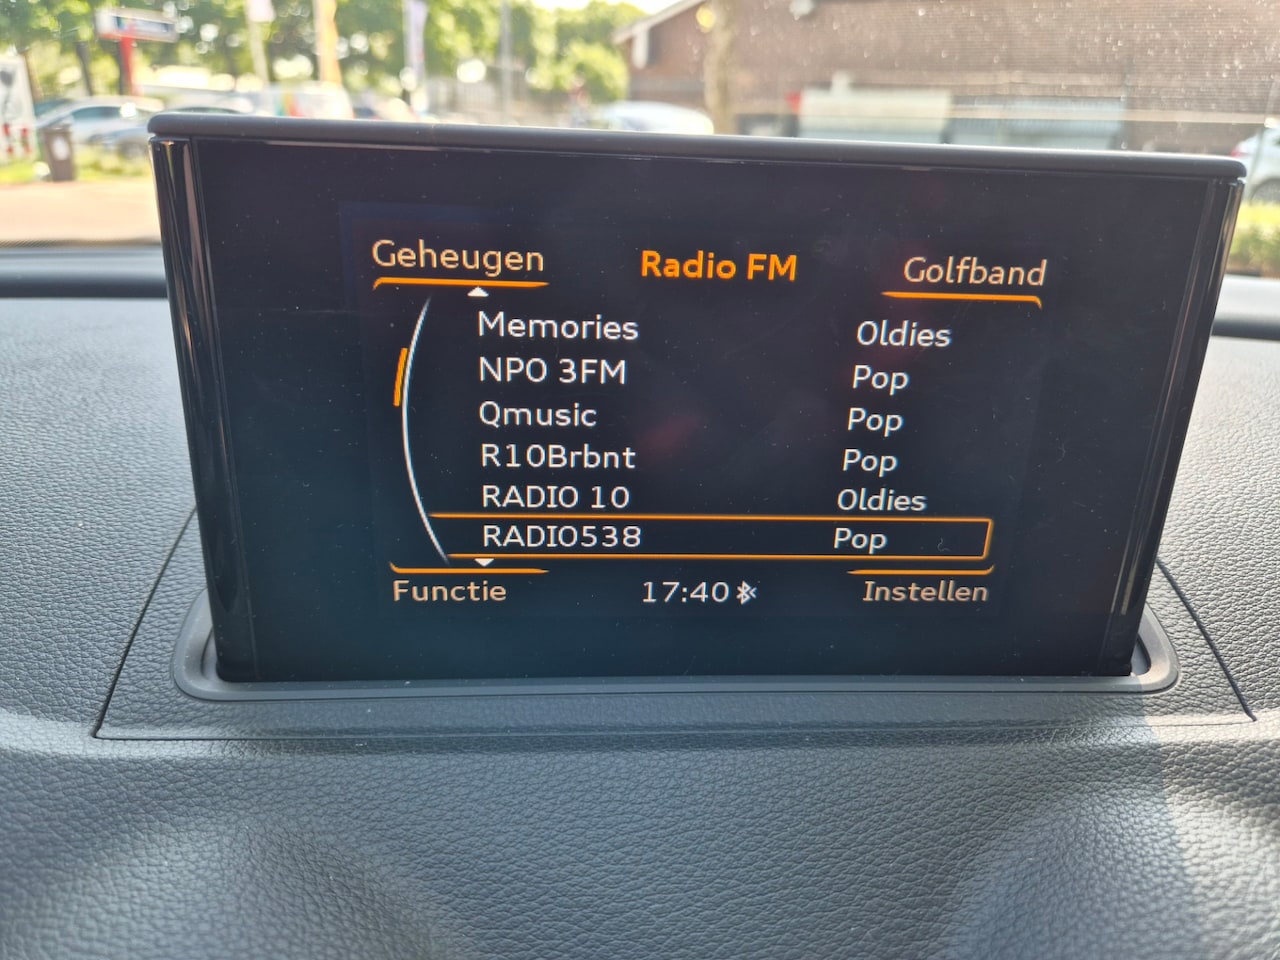 Geheugen Radio FM Golfband
Memories Oldies
NPO 3FM Pop
Qmusic Pop
R10Brbnt Pop
RADIO 10 Oldies
RADIO538 Pop
Functie 17:40 Instellen